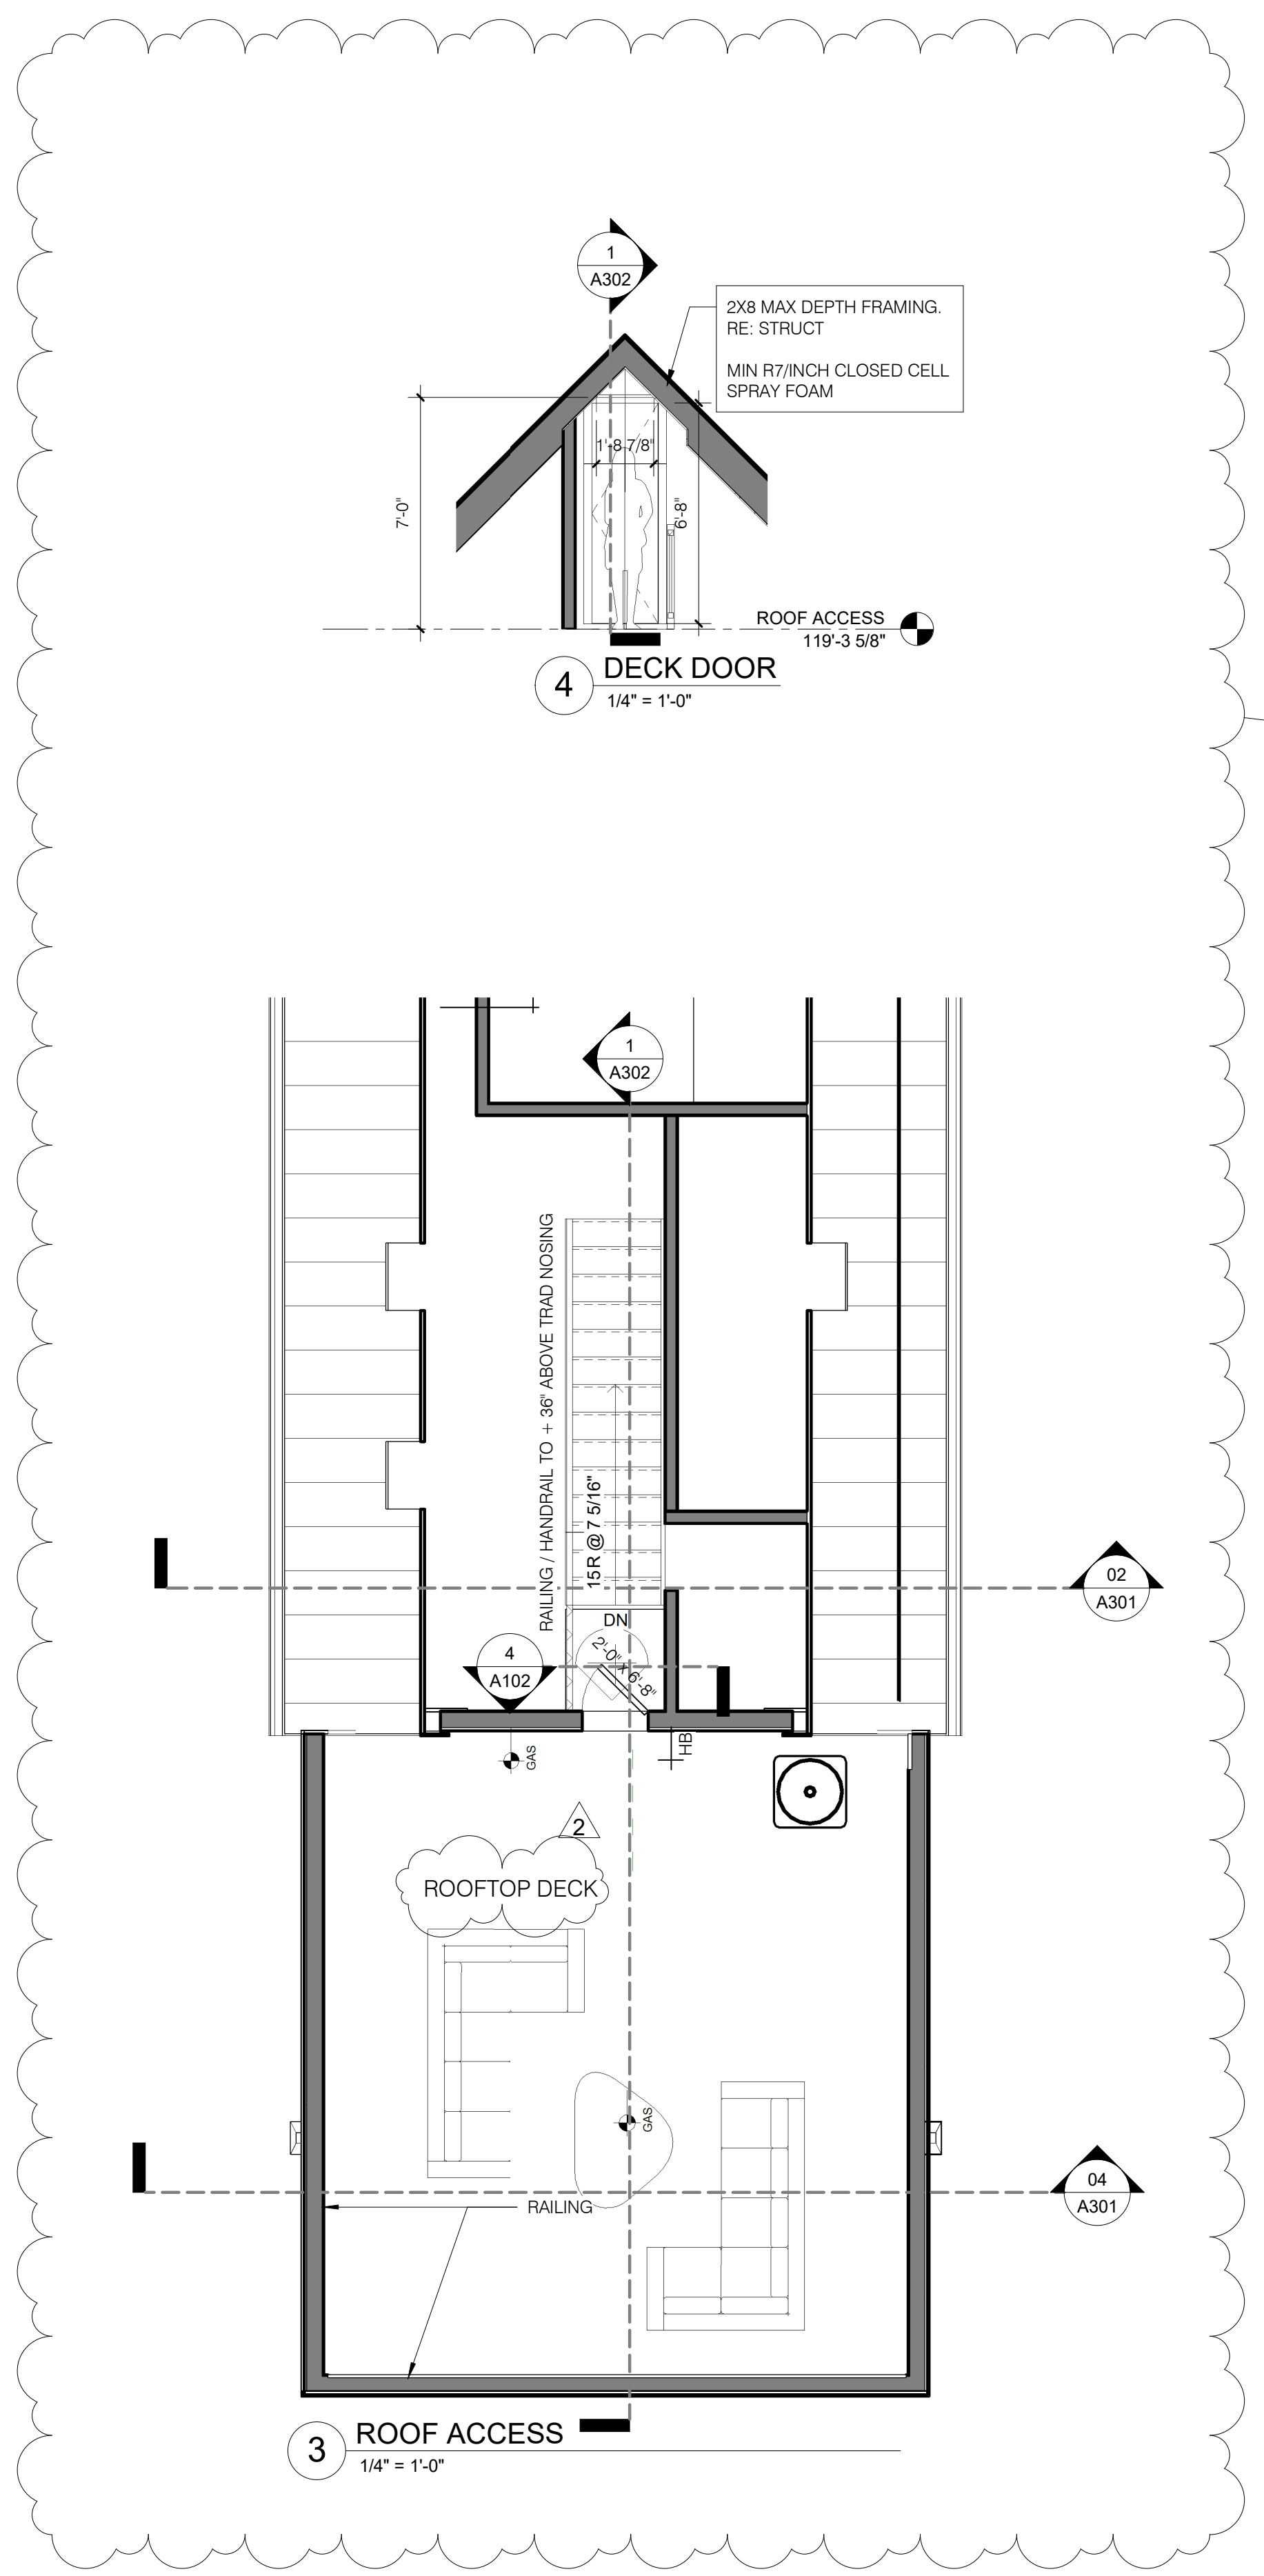 1
A302
2X8 MAX DEPTH FRAMING.
RE: STRUCT
MIN R7/INCH CLOSED CELL
SPRAY FOAM
1'-8 7/8"
7'-0"
6'-8"
ROOF ACCESS
119'-3 5/8"
4
DECK DOOR
1/4" = 1'-0"
1
A302
RAILING / HANDRAIL TO + 36" ABOVE TRAD NOSING
15R @ 7 5/16"
02
A301
DN
2'-0" x 6'-8"
4
A102
HB
GAS
2
ROOFTOP DECK
GAS
04
A301
RAILING
3
ROOF ACCESS
1/4" = 1'-0"